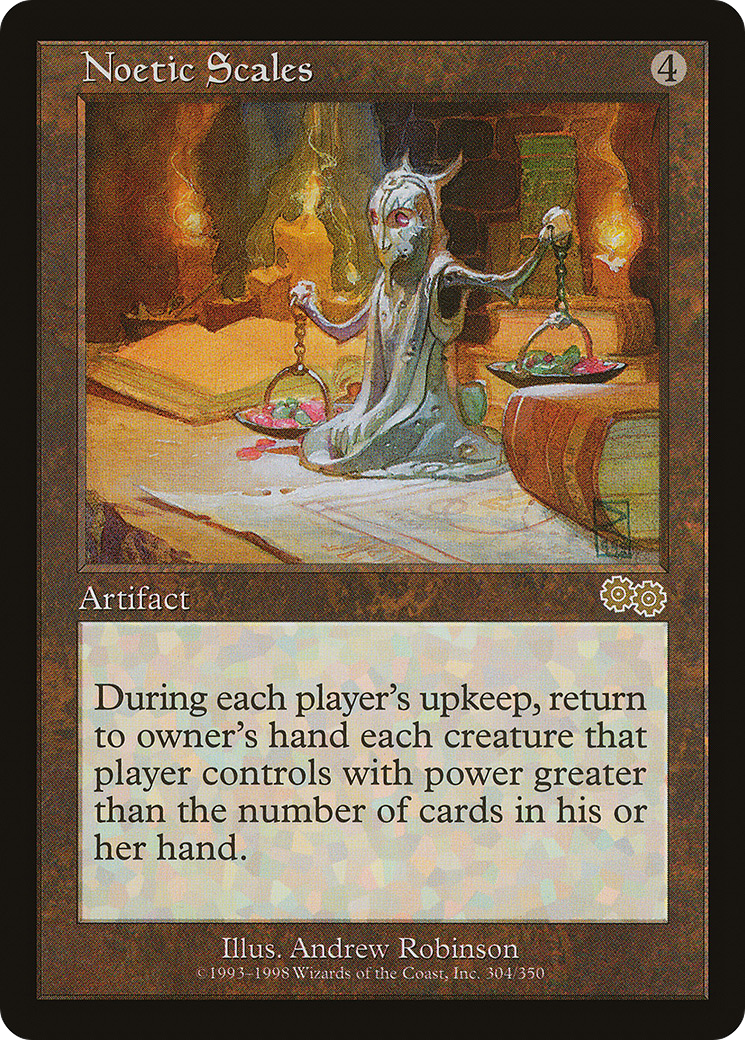 Noetic Scales
4
Artifact
During each player's upkeep, return
to owner's hand each creature that
player controls with power greater
than the number of cards in his or
her hand.
Illus. Andrew Robinson
©1993–1998 Wizards of the Coast, Inc. 304/350